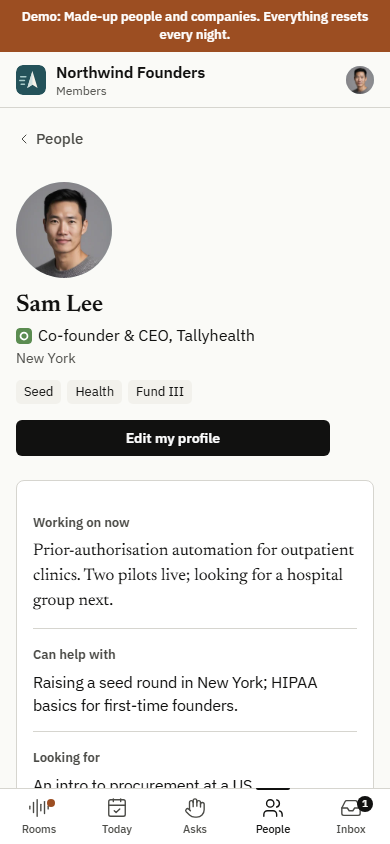 Demo: Made-up people and companies. Everything resets
every night.
Northwind Founders
Members
People
Sam Lee
Co-founder & CEO, Tallyhealth
New York
Seed
Health
Fund III
Edit my profile
Working on now
Prior-authorisation automation for outpatient
clinics. Two pilots live; looking for a hospital
group next.
Can help with
Raising a seed round in New York; HIPAA
basics for first-time founders.
Looking for
An intro to procurement at a US
Rooms
Today
Asks
People
1
Inbox